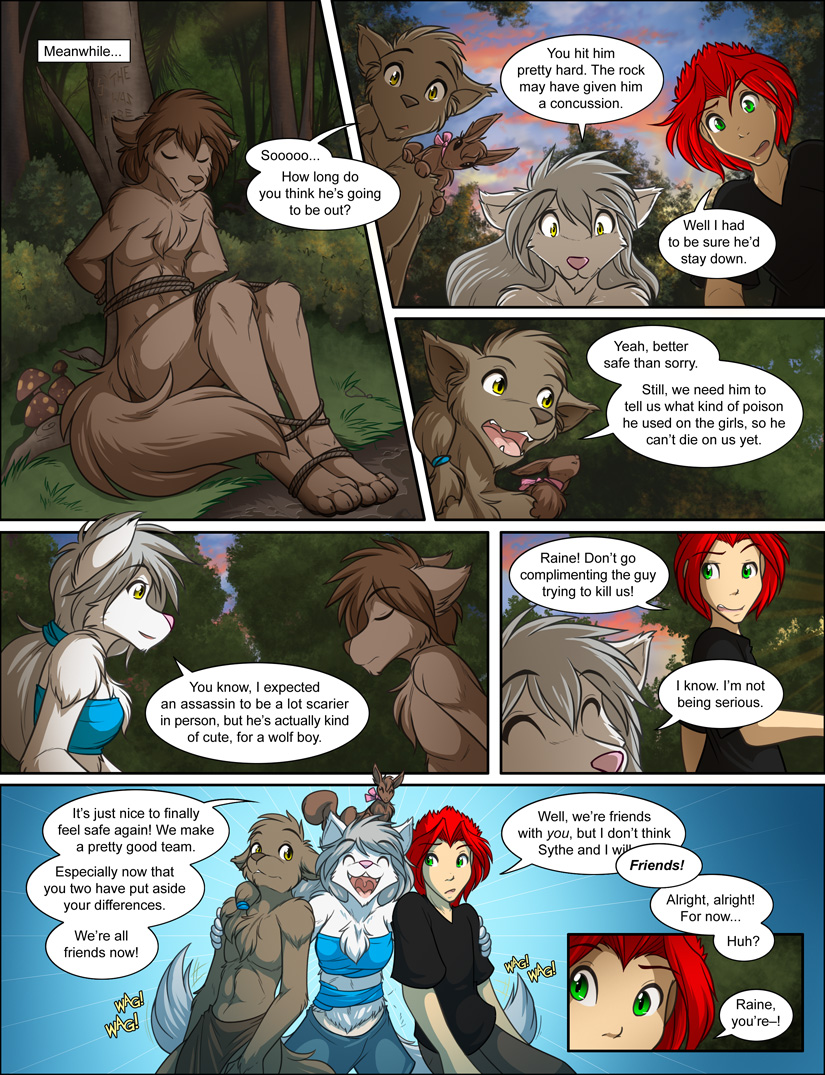 Meanwhile...
THE
Sooooo...
How long do
you think he's going
to be out?
You hit him
pretty hard. The rock
may have given him
a concussion.
Well I had
to be sure he'd
stay down.
Yeah, better
safe than sorry.
Still, we need him to
tell us what kind of poison
he used on the girls, so he
can't die on us yet.
You know, I expected
an assassin to be a lot scarier
in person, but he's actually kind
of cute, for a wolf boy.
Raine! Don't go
complimenting the guy
trying to kill us!
I know. I'm not
being serious.
It's just nice to finally
feel safe again! We make
a pretty good team.
Especially now that
you two have put aside
your differences.
We're all
friends now!
Well, we're friends
with you, but I don't think
Sythe and I will
Friends!
Alright, alright!
For now...
Huh?
WAG!
WAG!
WAG!
WAG!
Raine,
you're–!